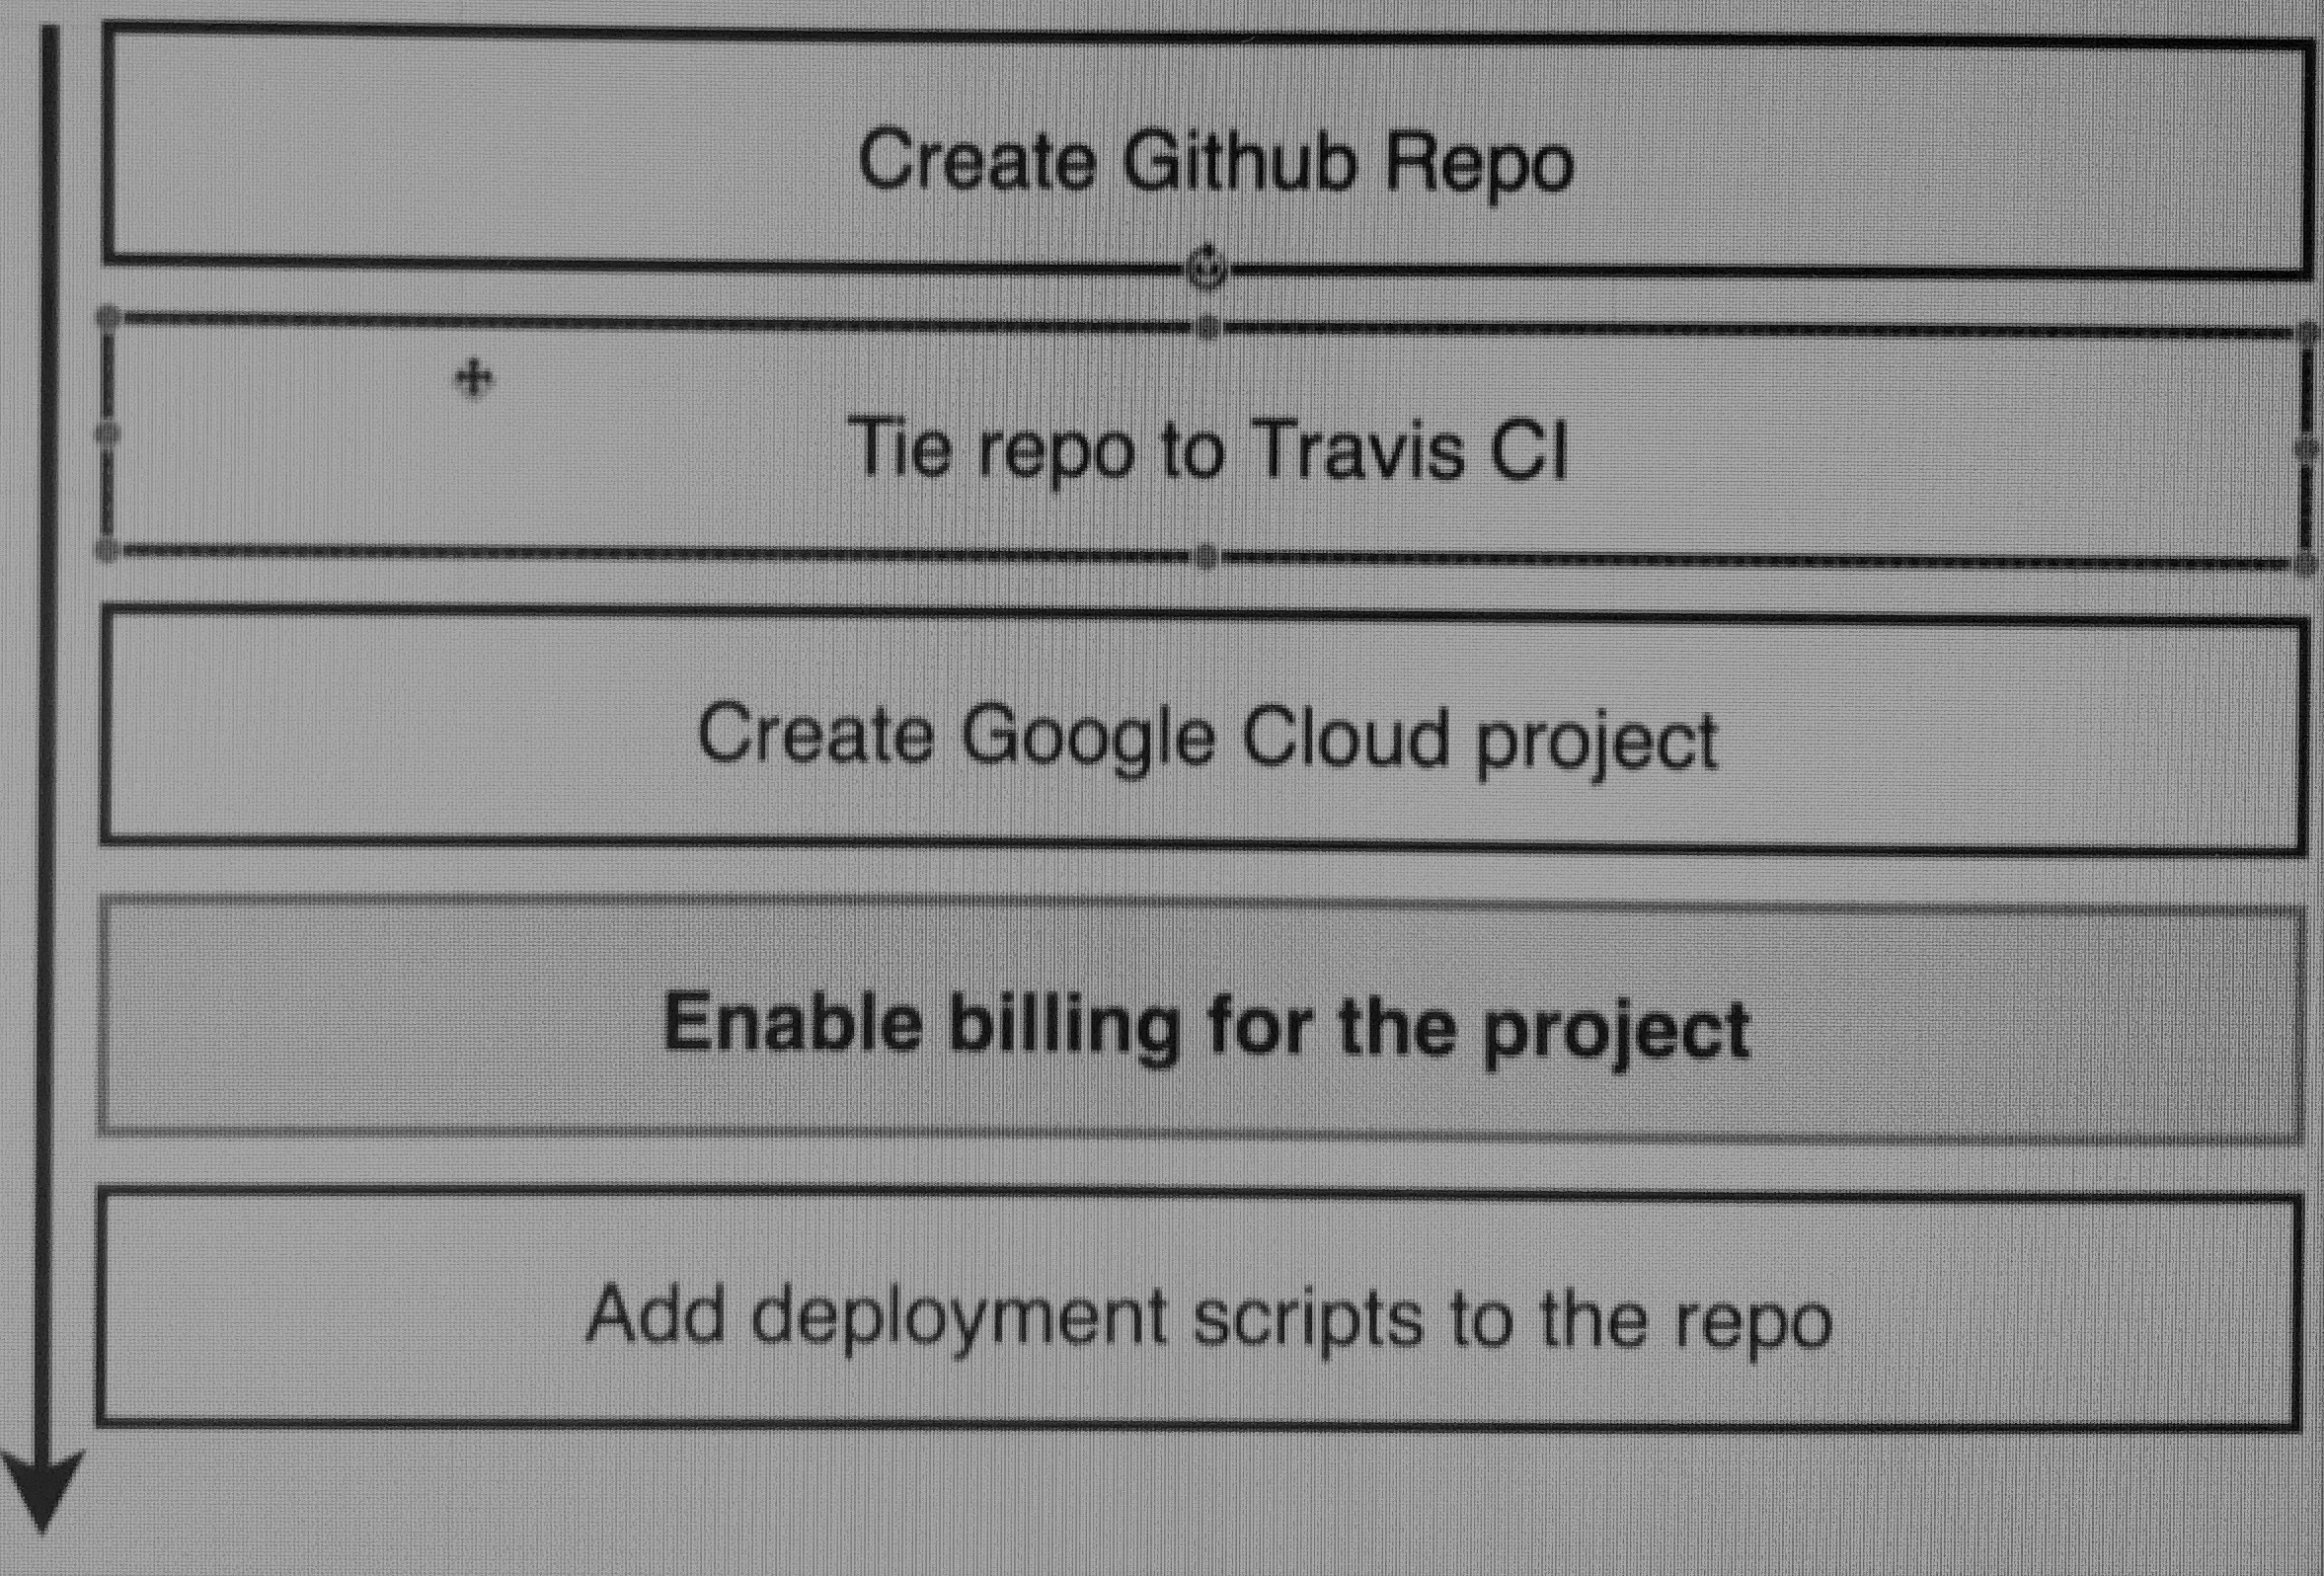 Create Github Repo
Tie repo to Travis CI
Create Google Cloud project
Enable billing for the project
Add deployment scripts to the repo